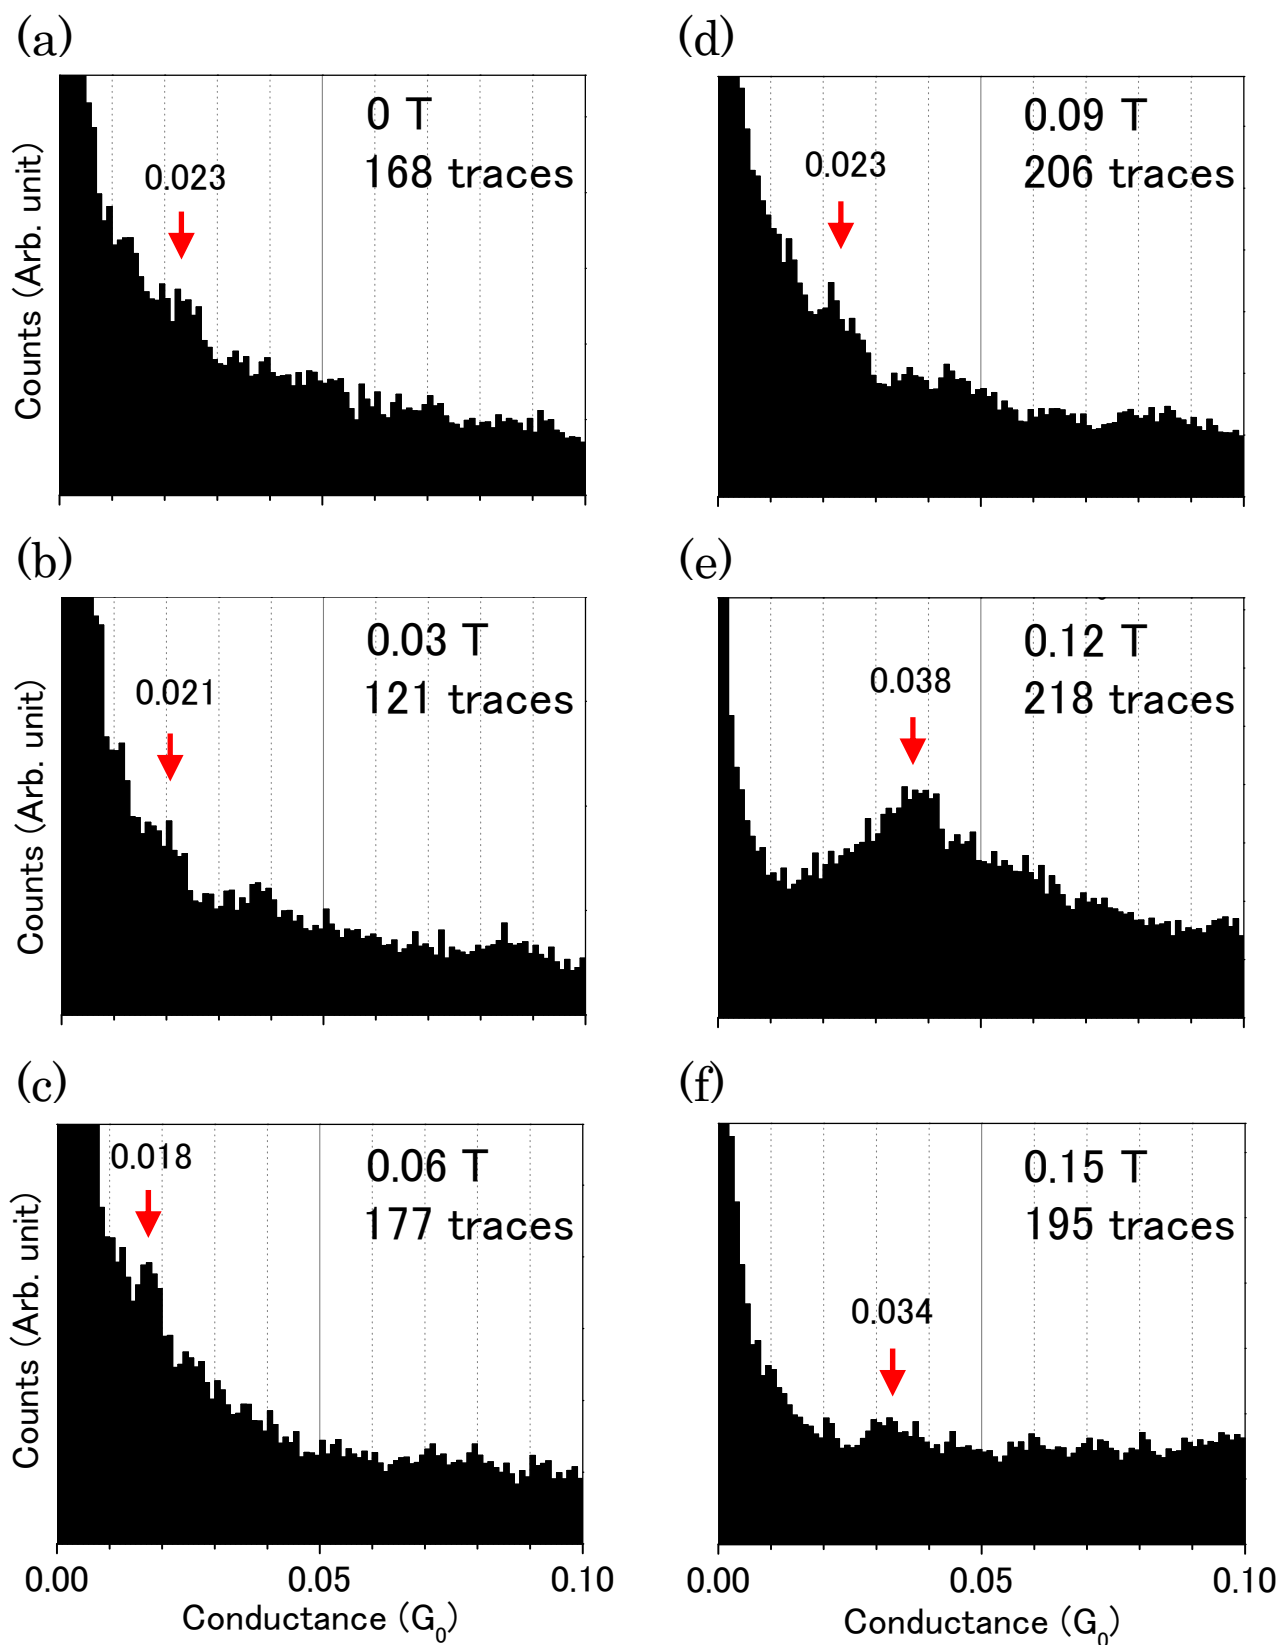 (a)
0 T
168 traces
0.023
Counts (Arb. unit)
(d)
0.09 T
206 traces
0.023
(b)
0.03 T
121 traces
0.021
Counts (Arb. unit)
(e)
0.12 T
218 traces
0.038
(c)
0.06 T
177 traces
0.018
Counts (Arb. unit)
0.00 0.05 0.10
Conductance (G₀)
(f)
0.15 T
195 traces
0.034
0.00 0.05 0.10
Conductance (G₀)